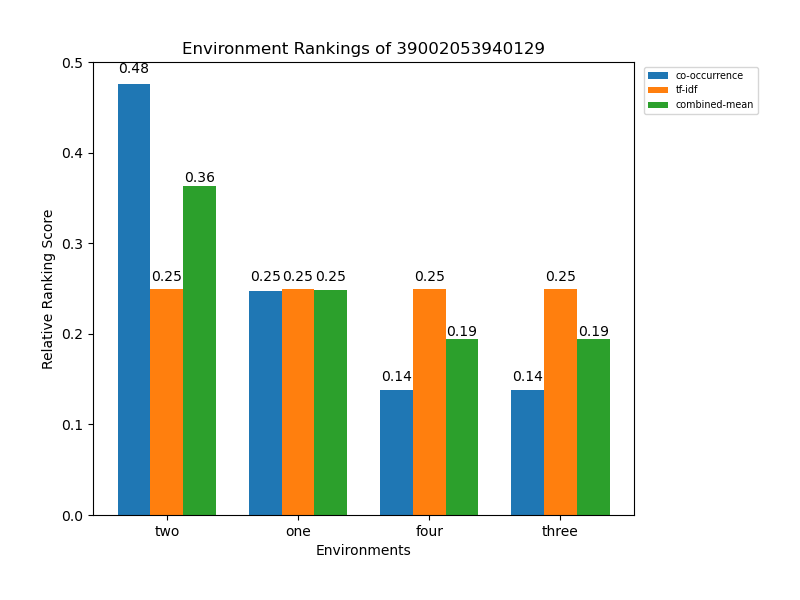 Environment Rankings of 39002053940129
co-occurrence
tf-idf
combined-mean
Relative Ranking Score
0.5
0.4
0.3
0.2
0.1
0.0
0.48
0.25
0.36
0.25
0.25
0.25
0.14
0.25
0.19
0.14
0.25
0.19
two
one
four
three
Environments